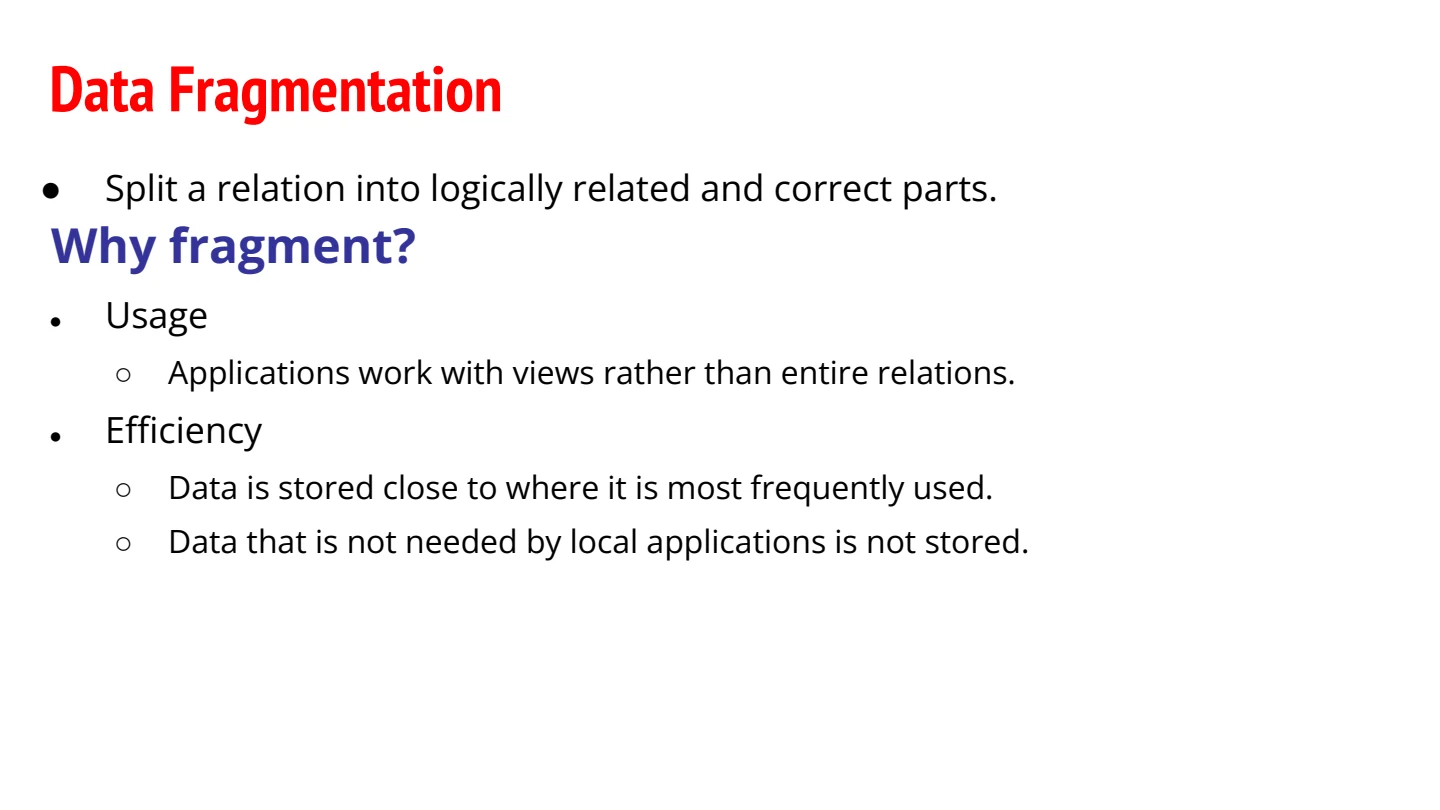 Data Fragmentation
● Split a relation into logically related and correct parts.
Why fragment?
● Usage
○ Applications work with views rather than entire relations.
● Efficiency
○ Data is stored close to where it is most frequently used.
○ Data that is not needed by local applications is not stored.